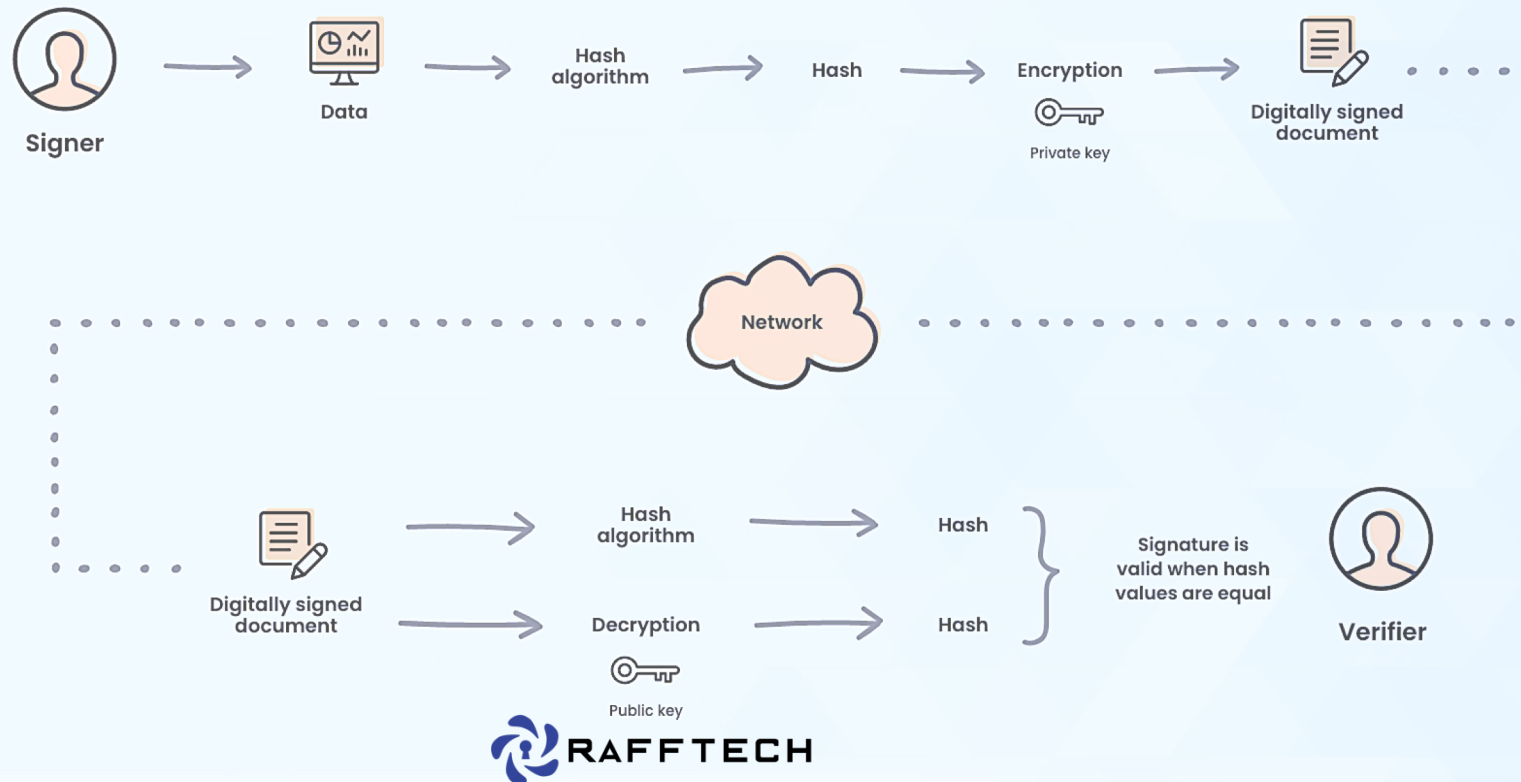 Signer
Data
Hash
algorithm
Hash
Encryption
Private key
Digitally signed
document
Network
Digitally signed
document
Hash
algorithm
Hash
Decryption
Public key
Hash
Signature is
valid when hash
values are equal
Verifier
RAFFTECH